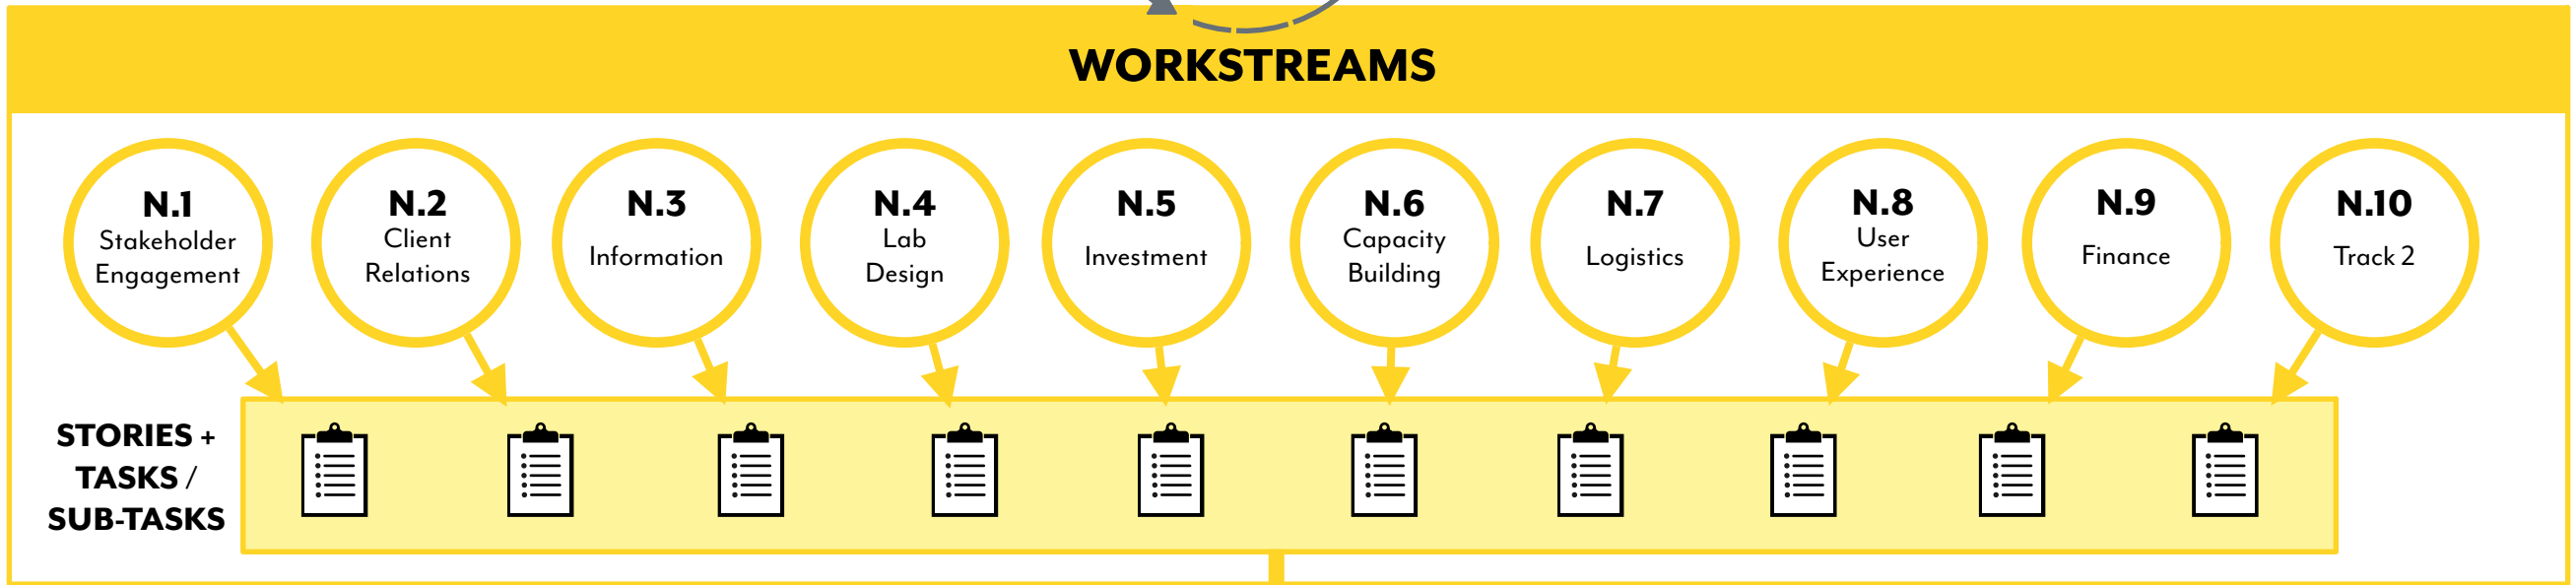 WORKSTREAMS
N.1
Stakeholder
Engagement
N.2
Client
Relations
N.3
Information
N.4
Lab
Design
N.5
Investment
N.6
Capacity
Building
N.7
Logistics
N.8
User
Experience
N.9
Finance
N.10
Track 2
STORIES +
TASKS /
SUB-TASKS